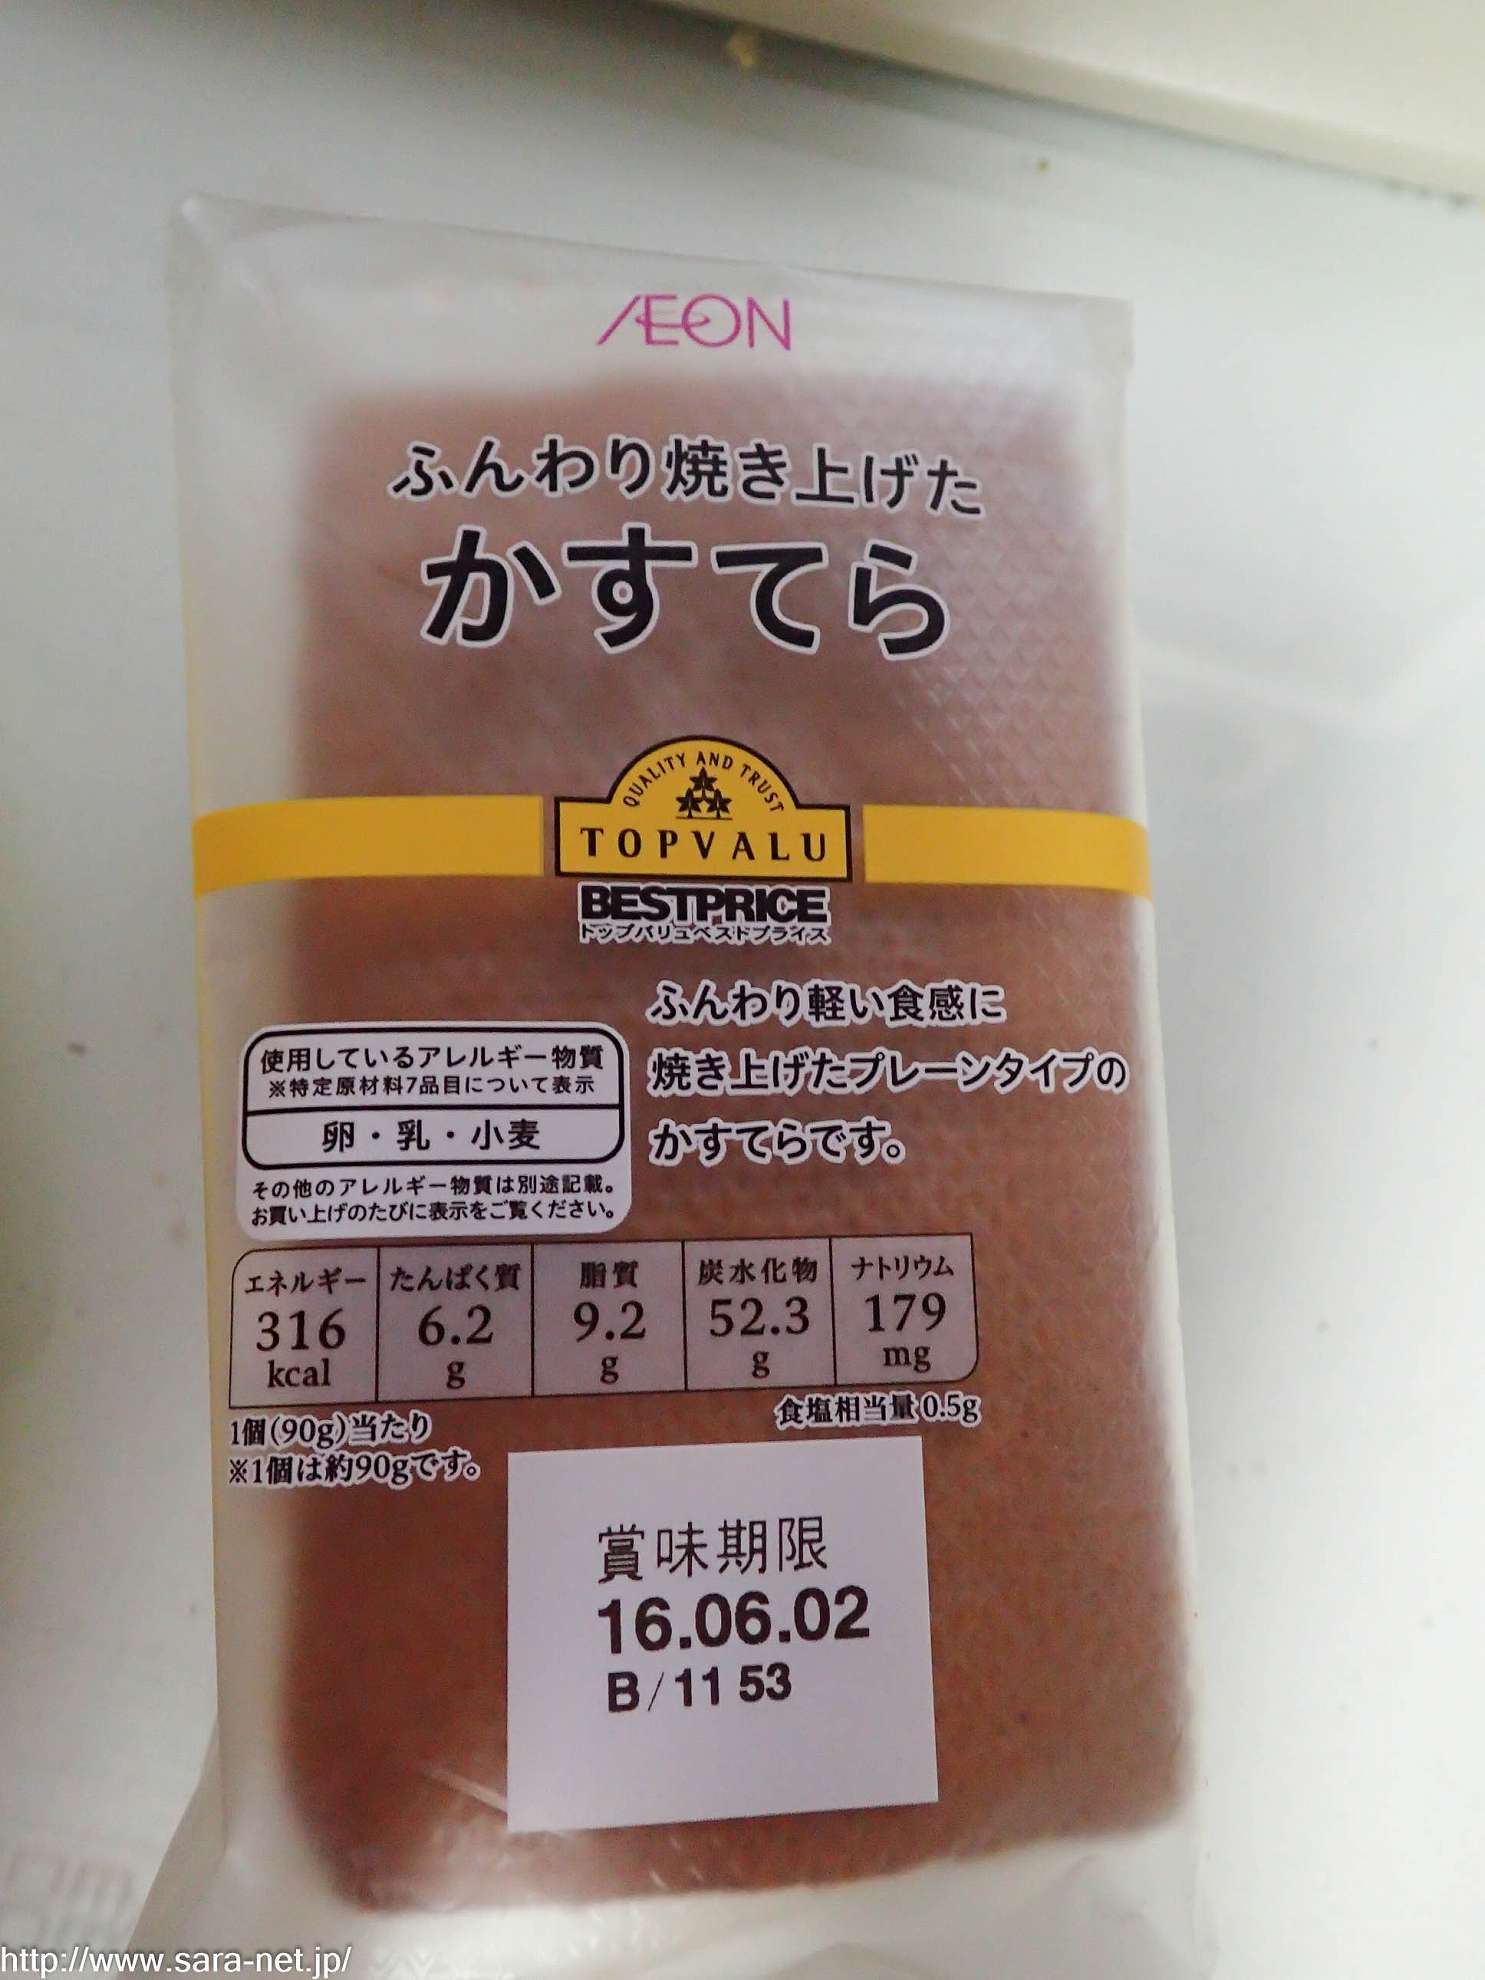 ÆON
ふんわり焼き上げた
かすてら
QUALITY AND TRUST
TOPVALU
BESTPRICE
トップバリュベストプライス
ふんわり軽い食感に
焼き上げたプレーンタイプの
かすてらです。
使用しているアレルギー物質
※特定原材料7品目について表示
卵・乳・小麦
その他のアレルギー物質は別途記載。
お買い上げのたびに表示をご覧ください。
エネルギー たんぱく質 脂質 炭水化物 ナトリウム
316 6.2 9.2 52.3 179
kcal g g g mg
食塩相当量0.5g
1個(90g)当たり
※1個は約90gです。
賞味期限
16.06.02
B/11 53
http://www.sara-net.jp/